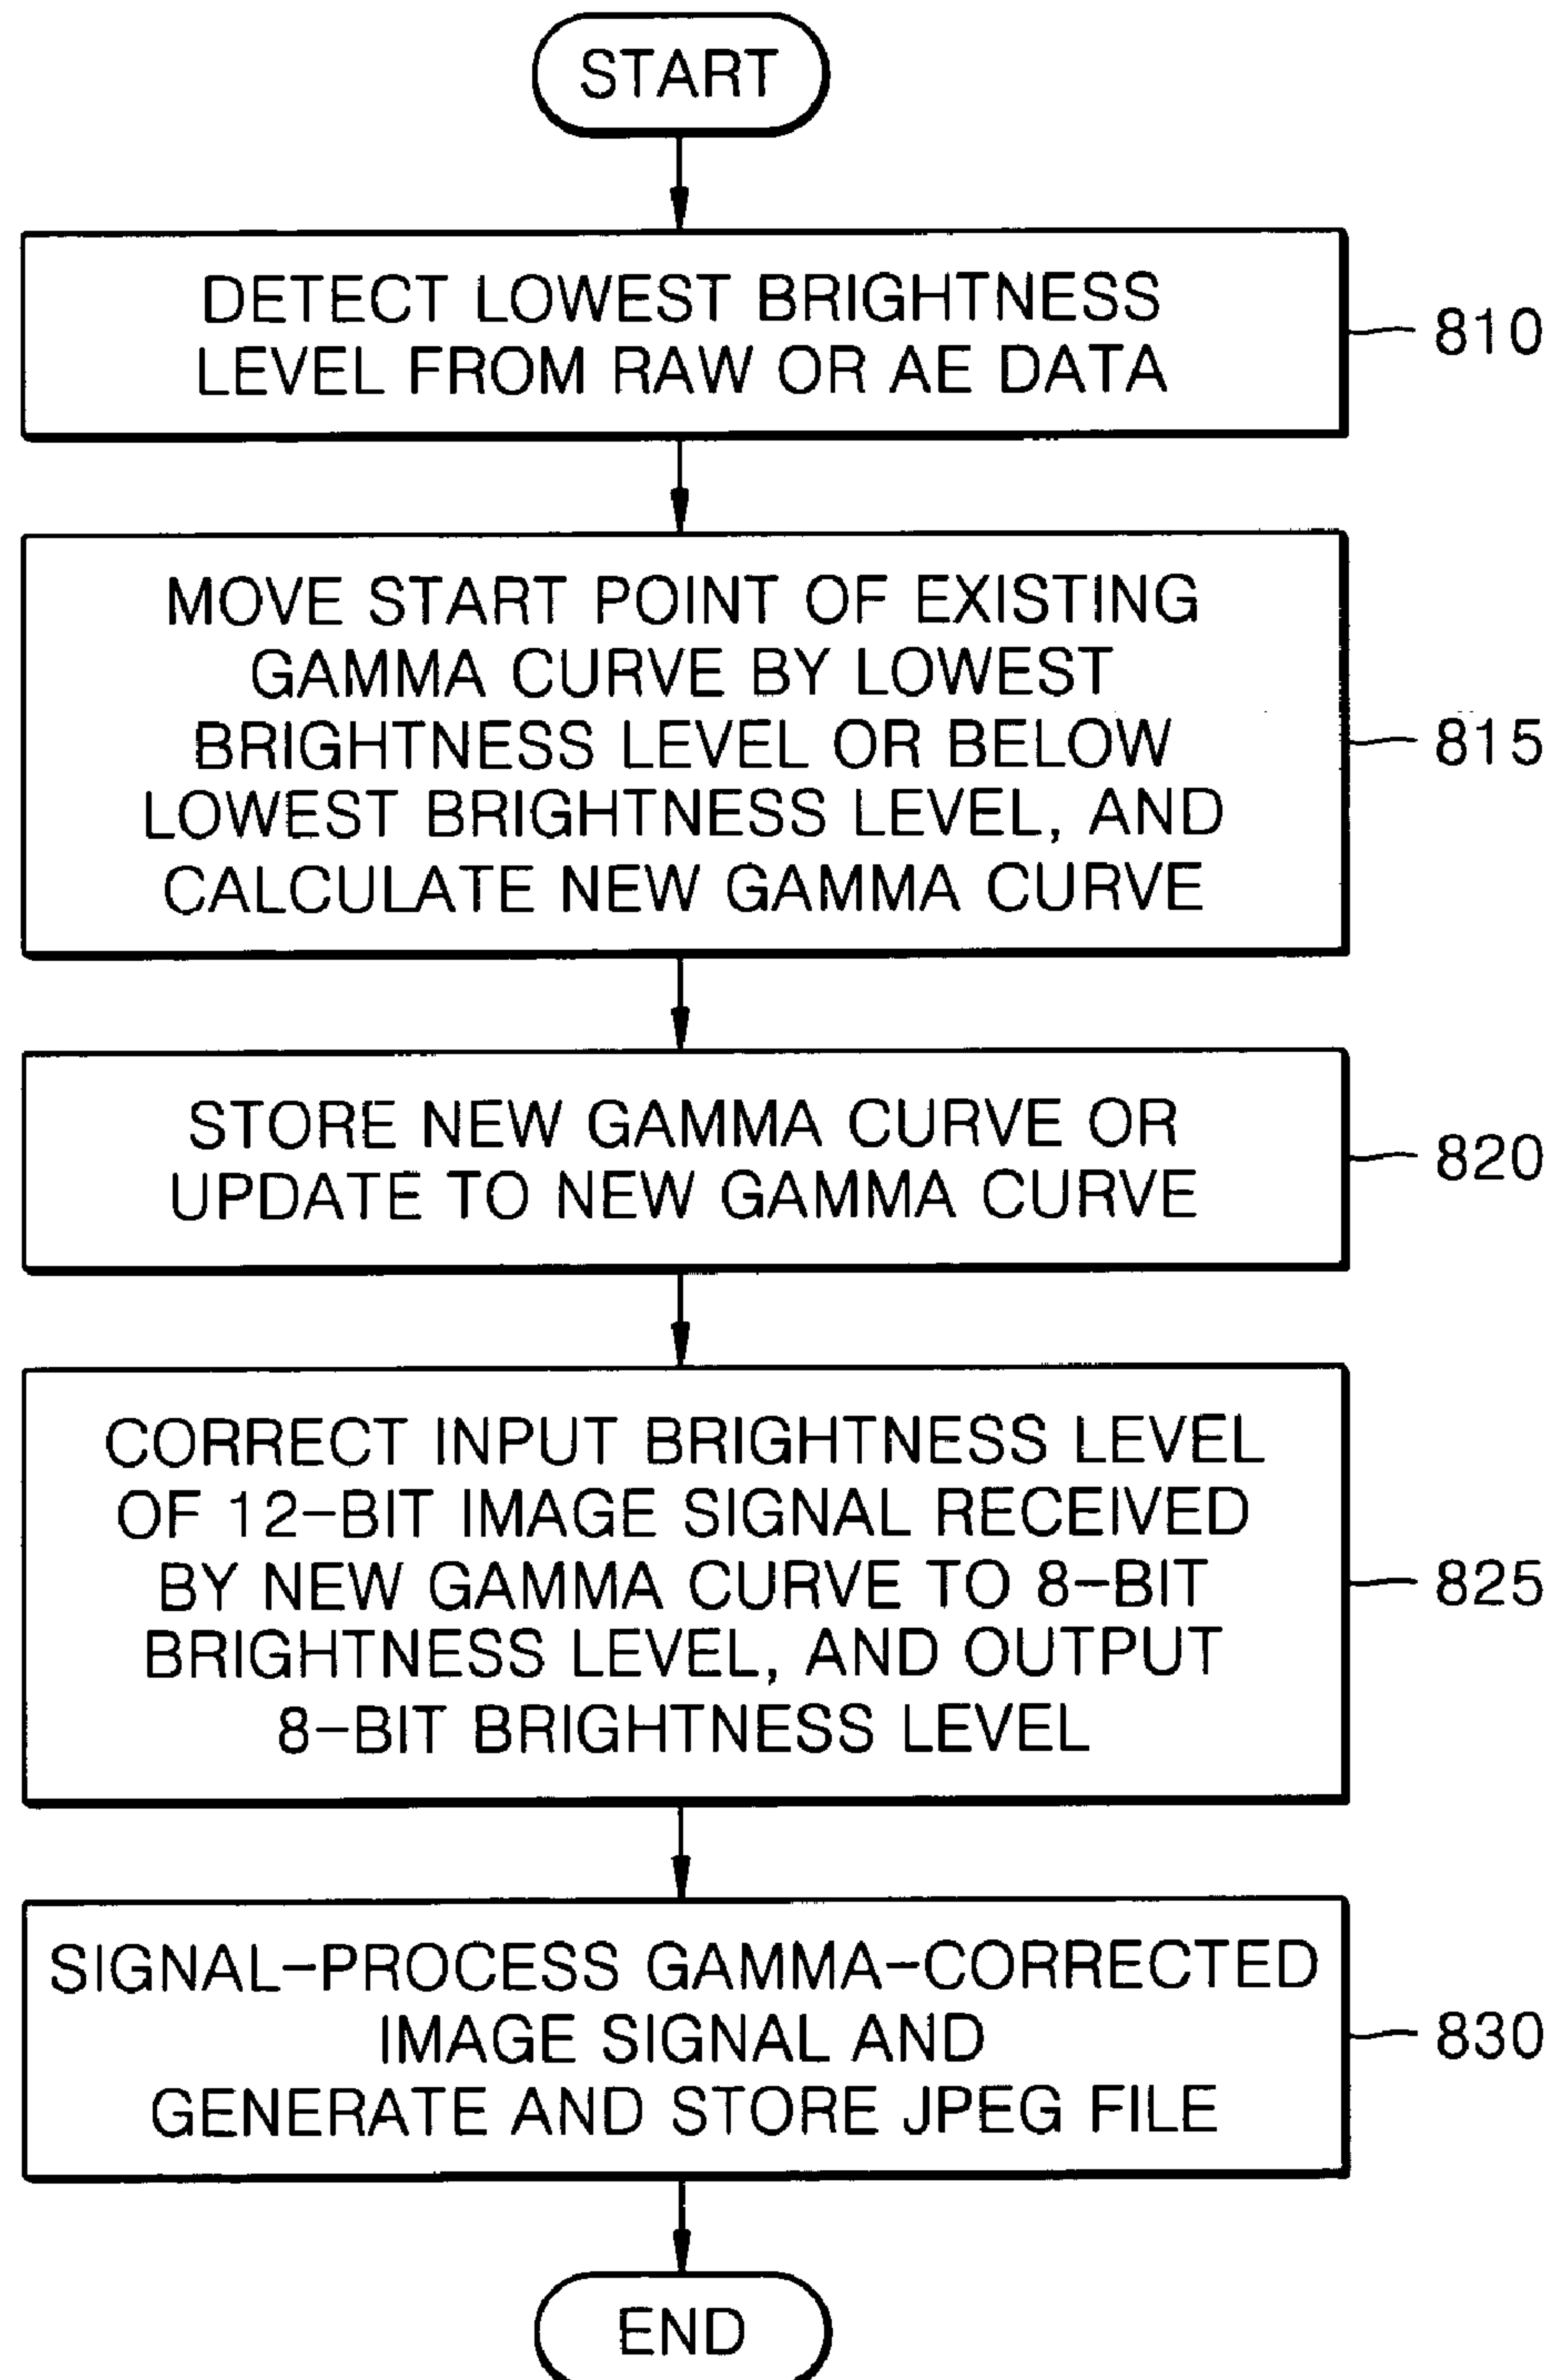 START
DETECT LOWEST BRIGHTNESS
LEVEL FROM RAW OR AE DATA
810
MOVE START POINT OF EXISTING
GAMMA CURVE BY LOWEST
BRIGHTNESS LEVEL OR BELOW
LOWEST BRIGHTNESS LEVEL, AND
CALCULATE NEW GAMMA CURVE
815
STORE NEW GAMMA CURVE OR
UPDATE TO NEW GAMMA CURVE
820
CORRECT INPUT BRIGHTNESS LEVEL
OF 12-BIT IMAGE SIGNAL RECEIVED
BY NEW GAMMA CURVE TO 8-BIT
BRIGHTNESS LEVEL, AND OUTPUT
8-BIT BRIGHTNESS LEVEL
825
SIGNAL-PROCESS GAMMA-CORRECTED
IMAGE SIGNAL AND
GENERATE AND STORE JPEG FILE
830
END